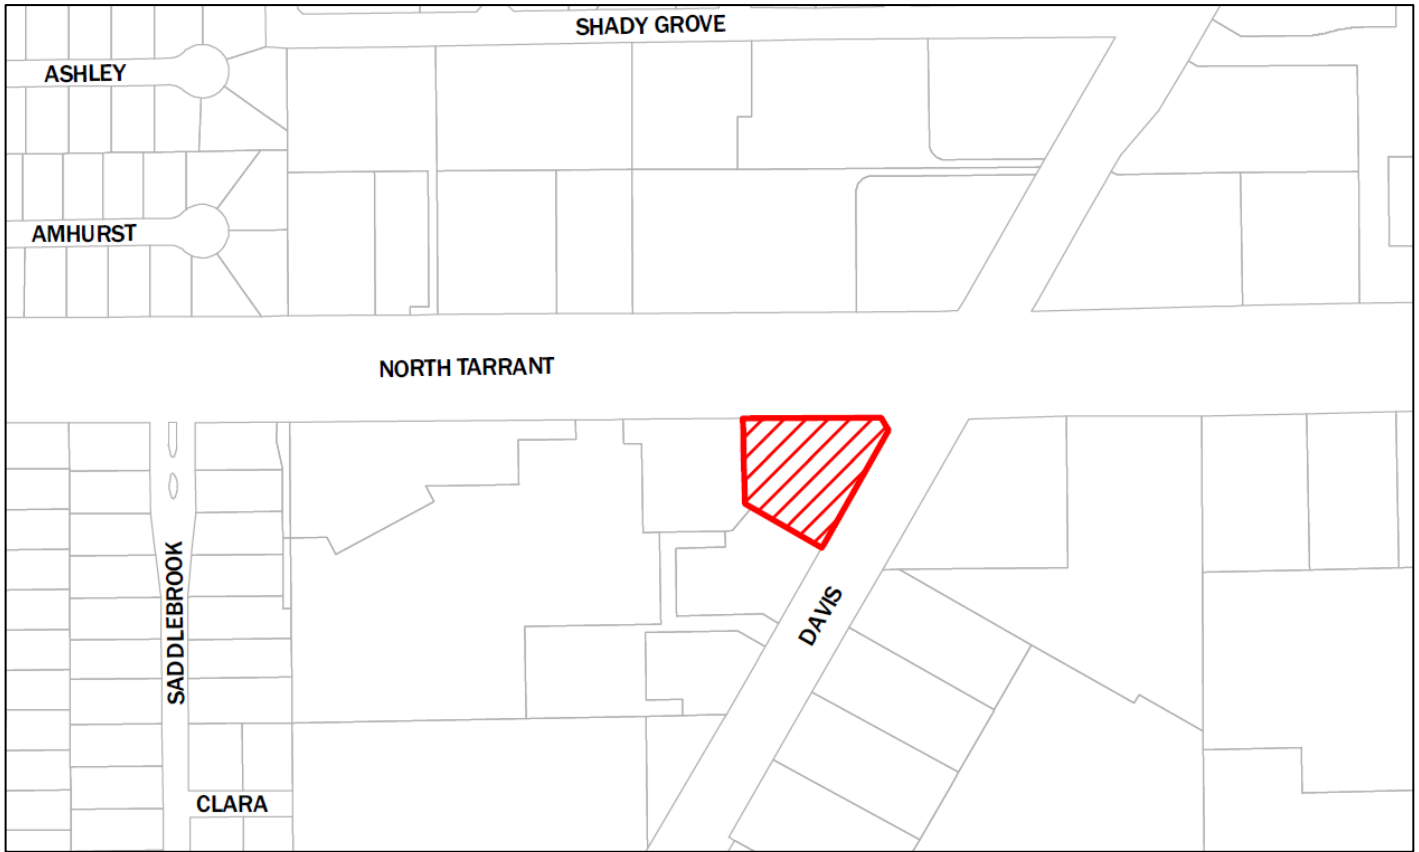 SHADY GROVE
ASHLEY
AMHURST
NORTH TARRANT
SADDLEBROOK
DAVIS
CLARA